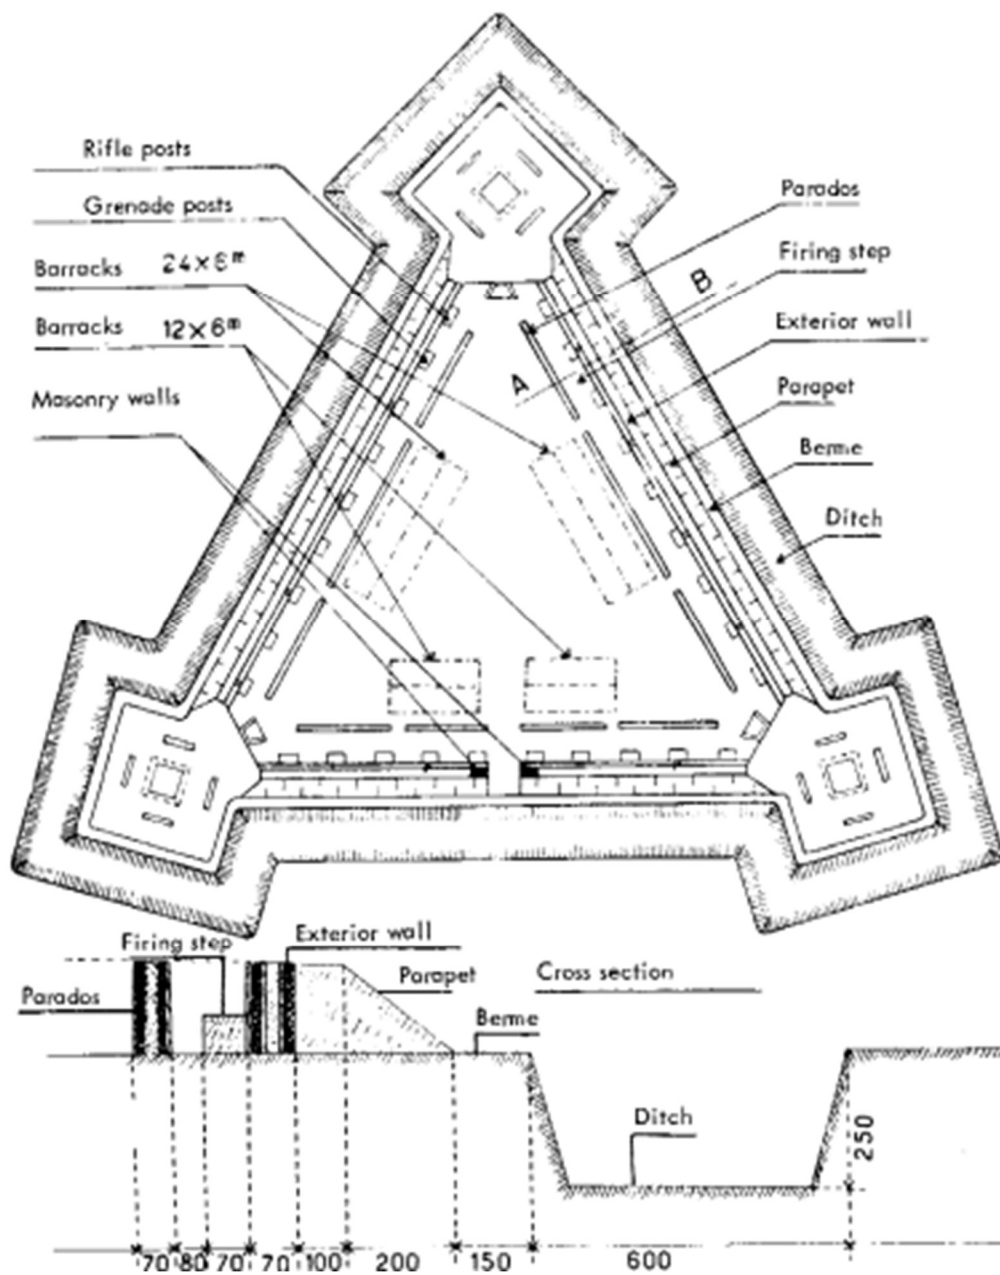 Rifle posts
Grenade posts
Barracks 24×6ᵐ
Barracks 12×6ᵐ
Masonry walls
Parados
Firing step
B
A
Exterior wall
Parapet
Berme
Ditch
Firing step
Exterior wall
Parados
Parapet
Cross section
Berme
Ditch
250
70 80 70 70 100 200 150 600